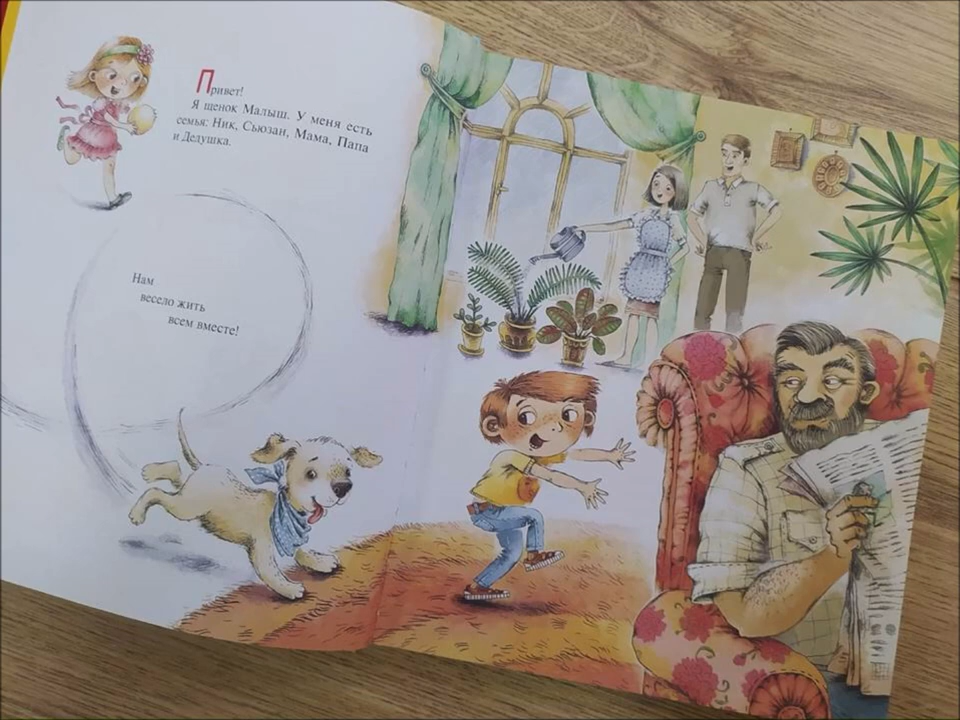 Привет!
Я щенок Малыш. У меня есть
семья: Ник, Сьюзан, Мама, Папа
и Дедушка.
Нам
весело жить
всем вместе!